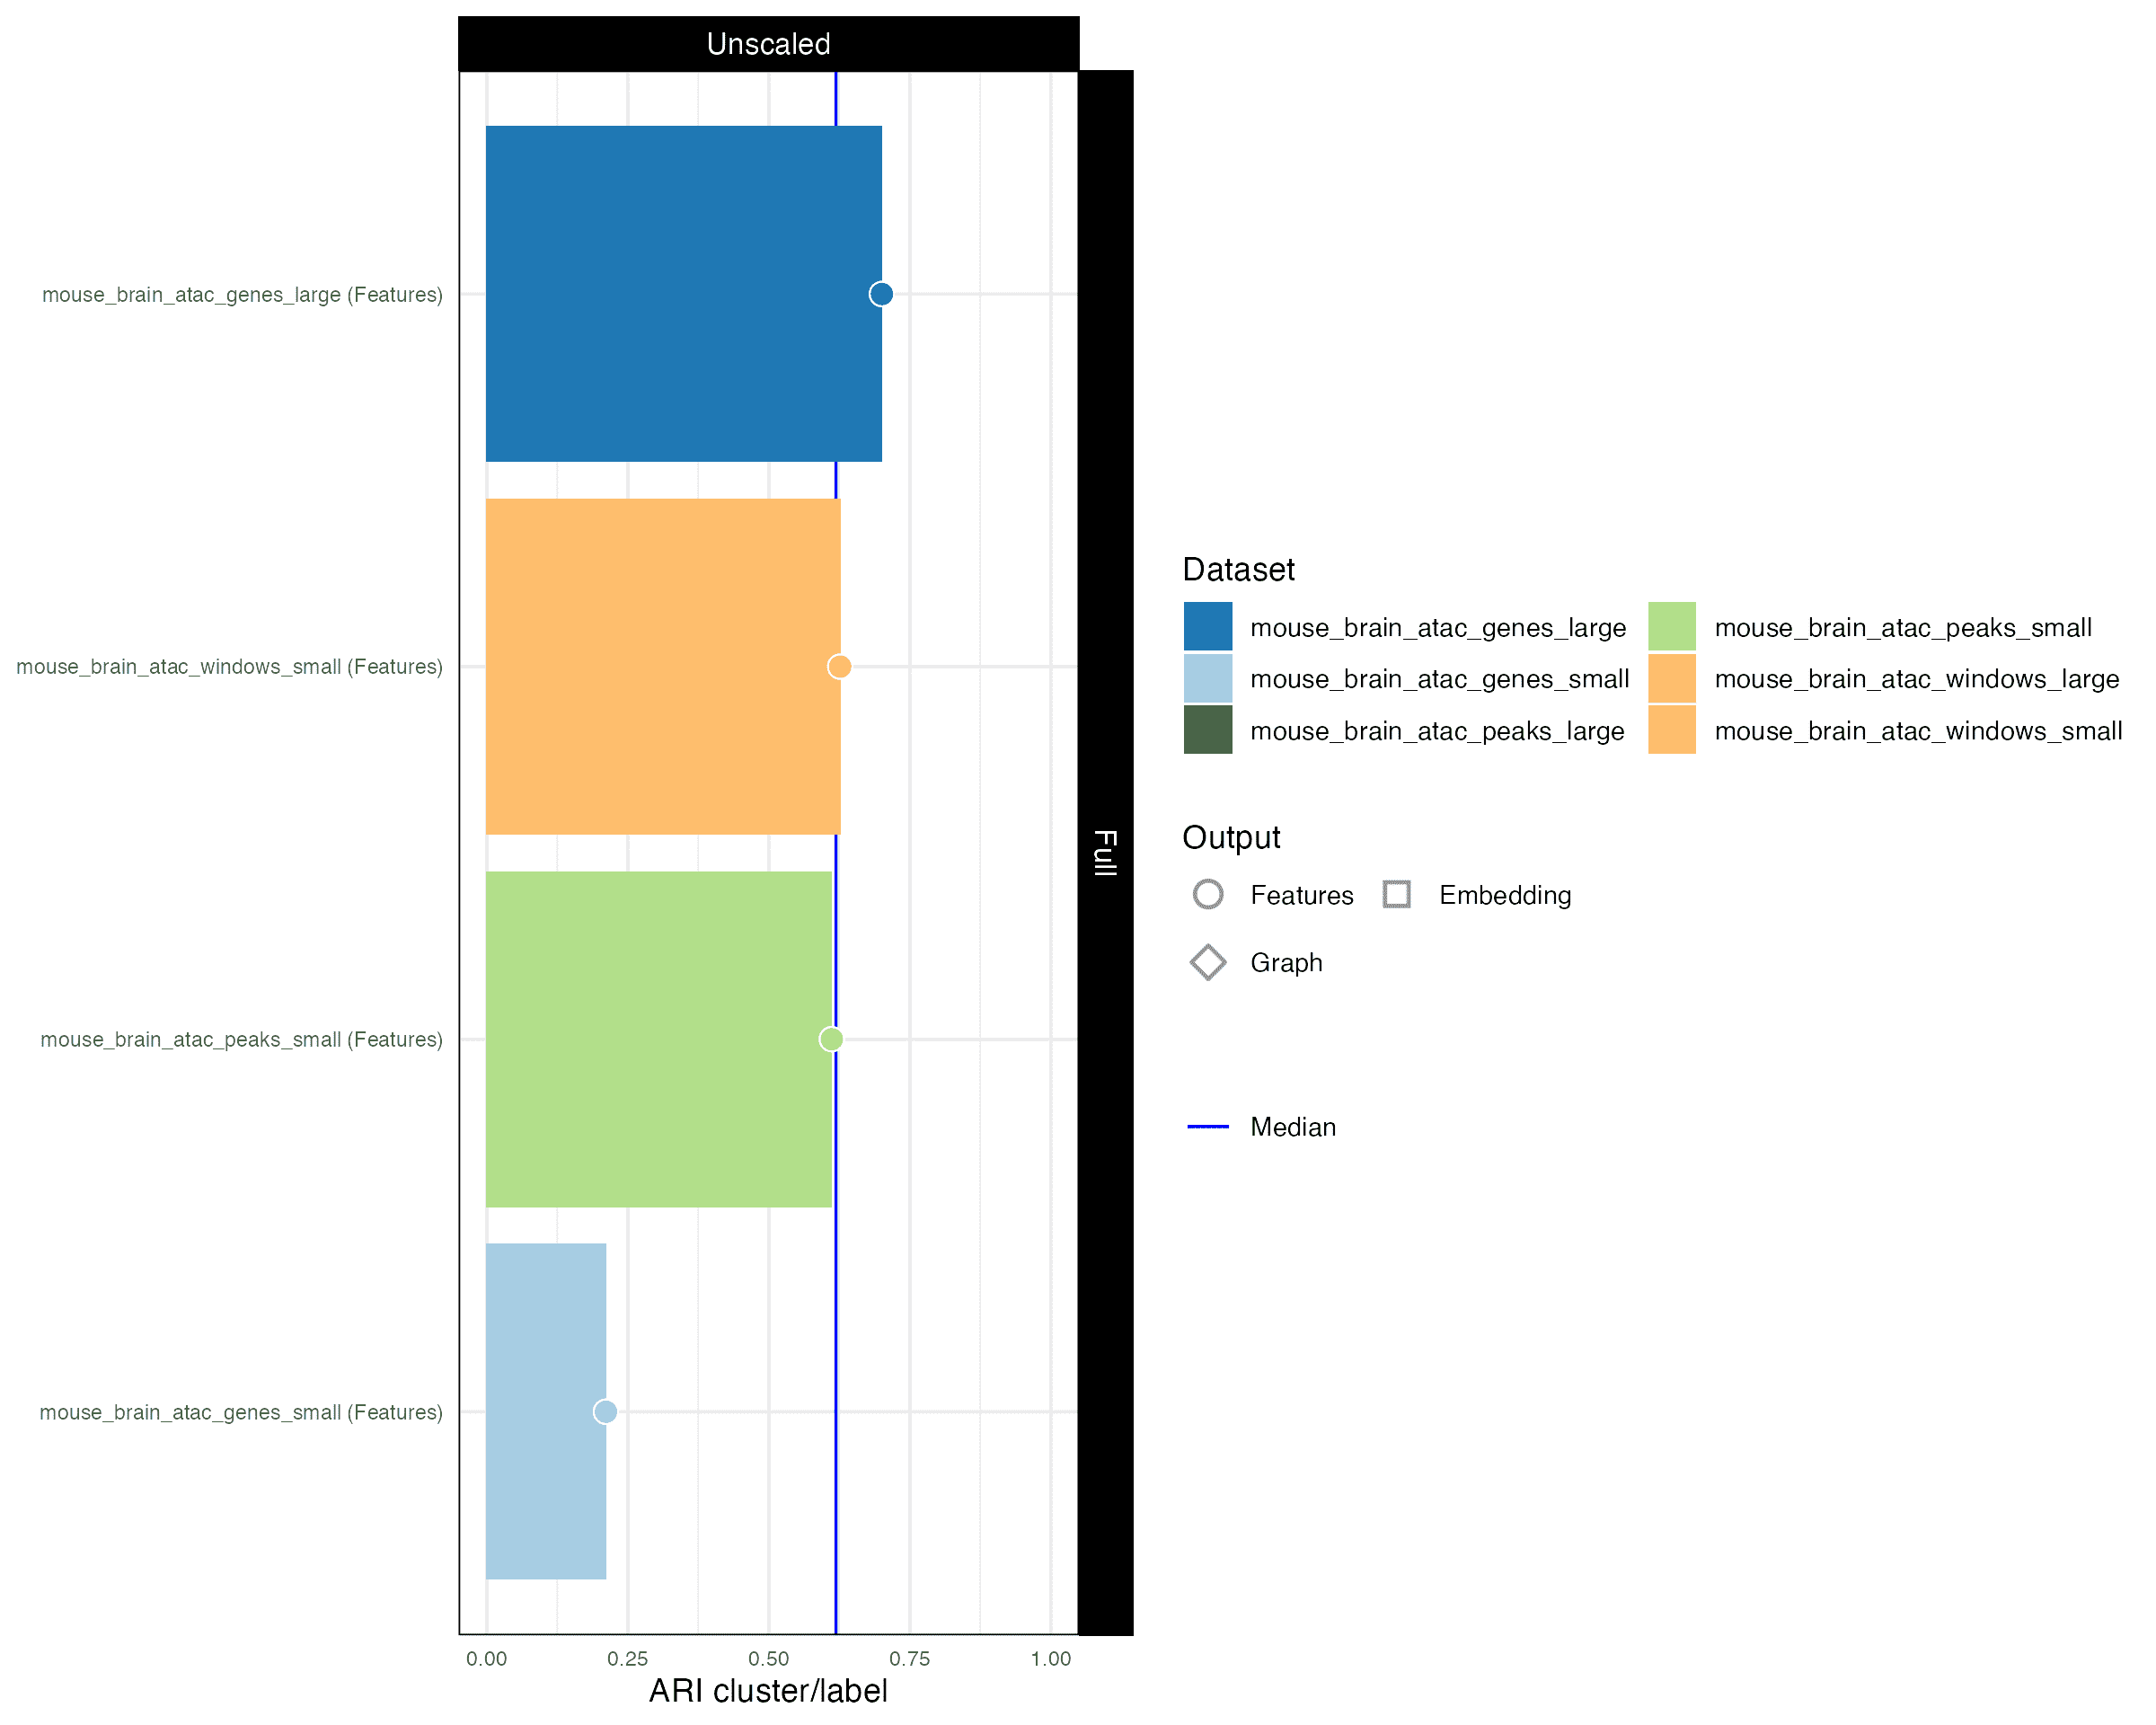 Unscaled
Full
mouse_brain_atac_genes_large (Features)
mouse_brain_atac_windows_small (Features)
mouse_brain_atac_peaks_small (Features)
mouse_brain_atac_genes_small (Features)
0.00 0.25 0.50 0.75 1.00
ARI cluster/label
Dataset
mouse_brain_atac_genes_large
mouse_brain_atac_genes_small
mouse_brain_atac_peaks_large
mouse_brain_atac_peaks_small
mouse_brain_atac_windows_large
mouse_brain_atac_windows_small
Output
Features
Embedding
Graph
Median